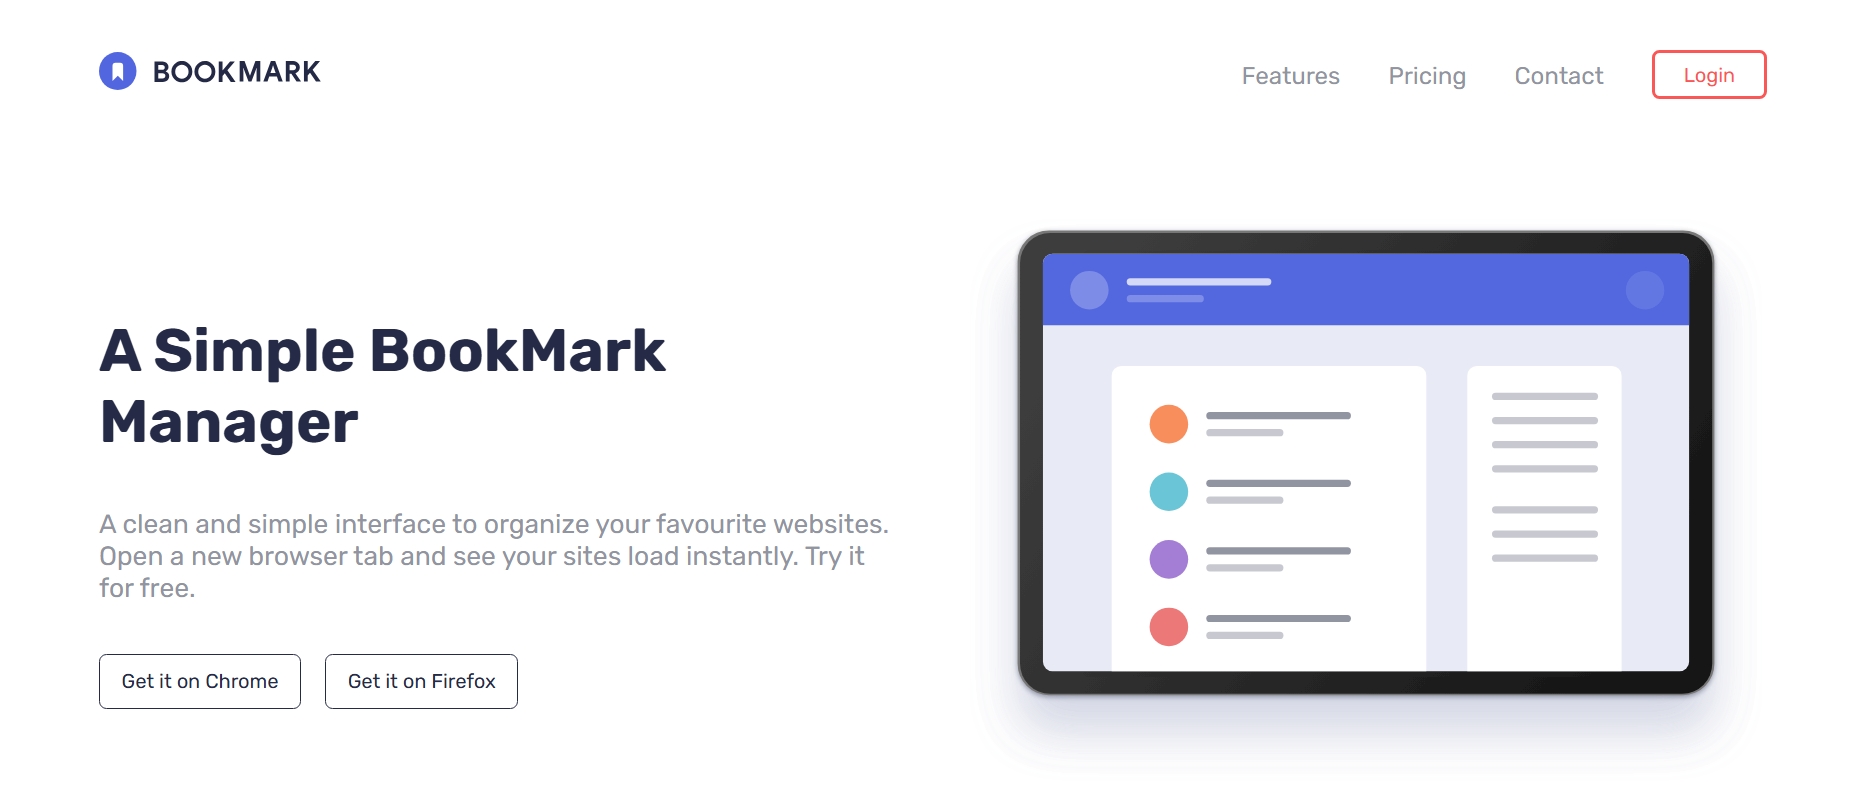 BOOKMARK
Features Pricing Contact Login
A Simple BookMark
Manager
A clean and simple interface to organize your favourite websites.
Open a new browser tab and see your sites load instantly. Try it
for free.
Get it on Chrome Get it on Firefox